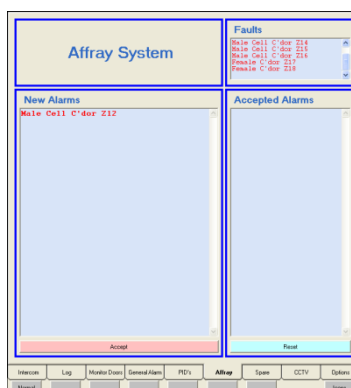 Affray System
Faults
Male Cell C'dor Z14
Male Cell C'dor Z15
Male Cell C'dor Z16
Female C'dor Z17
Female C'dor Z18
New Alarms
Male Cell C'dor Z12
Accept
Accepted Alarms
Reset
Intercom
Log
Monitor Doors
General Alarm
PID's
Affray
Spare
CCTV
Options